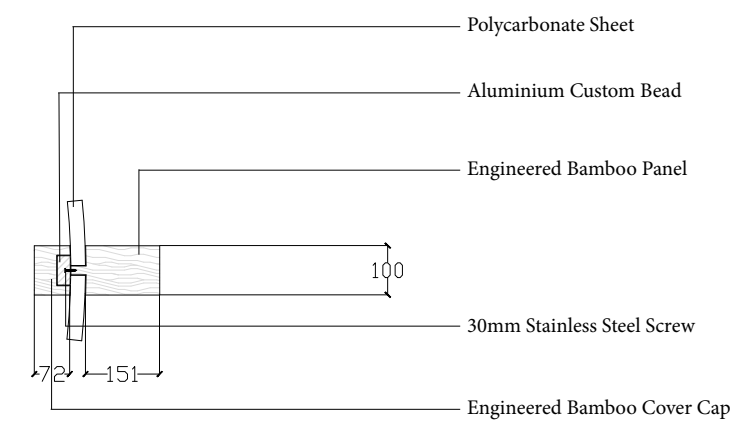 Polycarbonate Sheet
Aluminium Custom Bead
Engineered Bamboo Panel
100
30mm Stainless Steel Screw
72
151
Engineered Bamboo Cover Cap